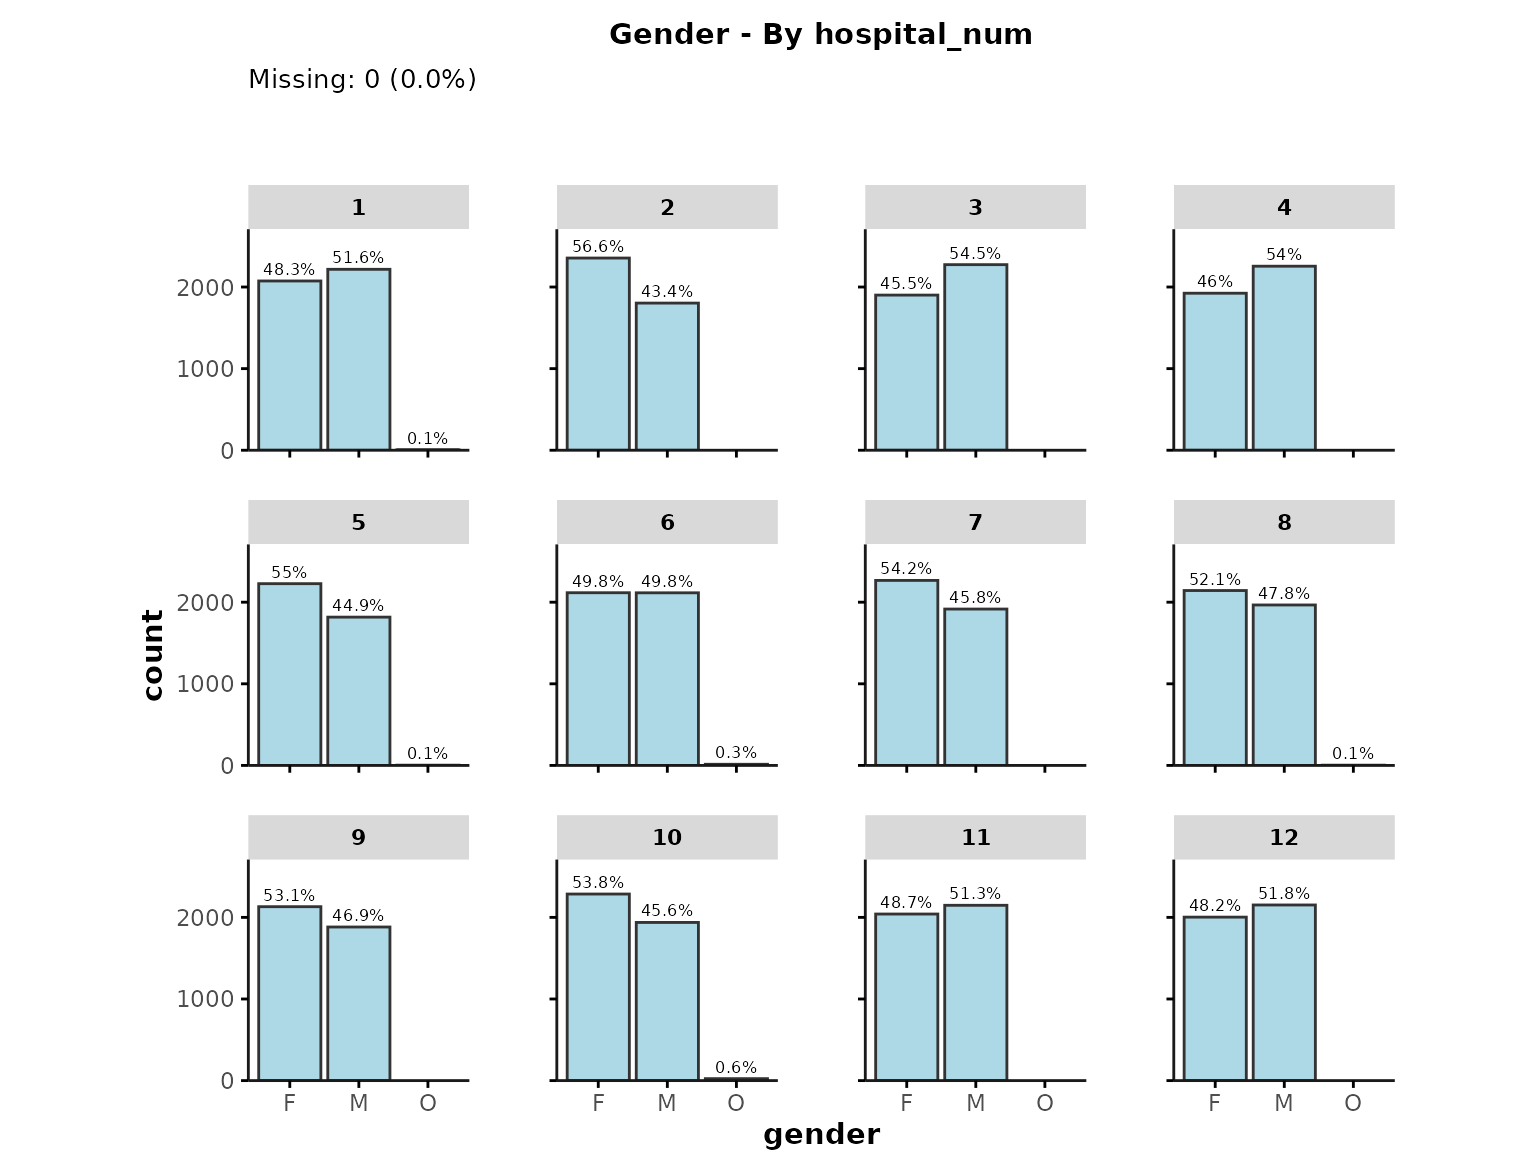 Gender - By hospital_num
Missing: 0 (0.0%)
1 2 3 4
48.3% 51.6% 0.1% 56.6% 43.4% 45.5% 54.5% 46% 54%
2000
1000
0
5 6 7 8
55% 44.9% 0.1% 49.8% 49.8% 0.3% 54.2% 45.8% 52.1% 47.8% 0.1%
2000
1000
0
count
9 10 11 12
53.1% 46.9% 53.8% 45.6% 0.6% 48.7% 51.3% 48.2% 51.8%
2000
1000
0
F M O F M O F M O F M O
gender